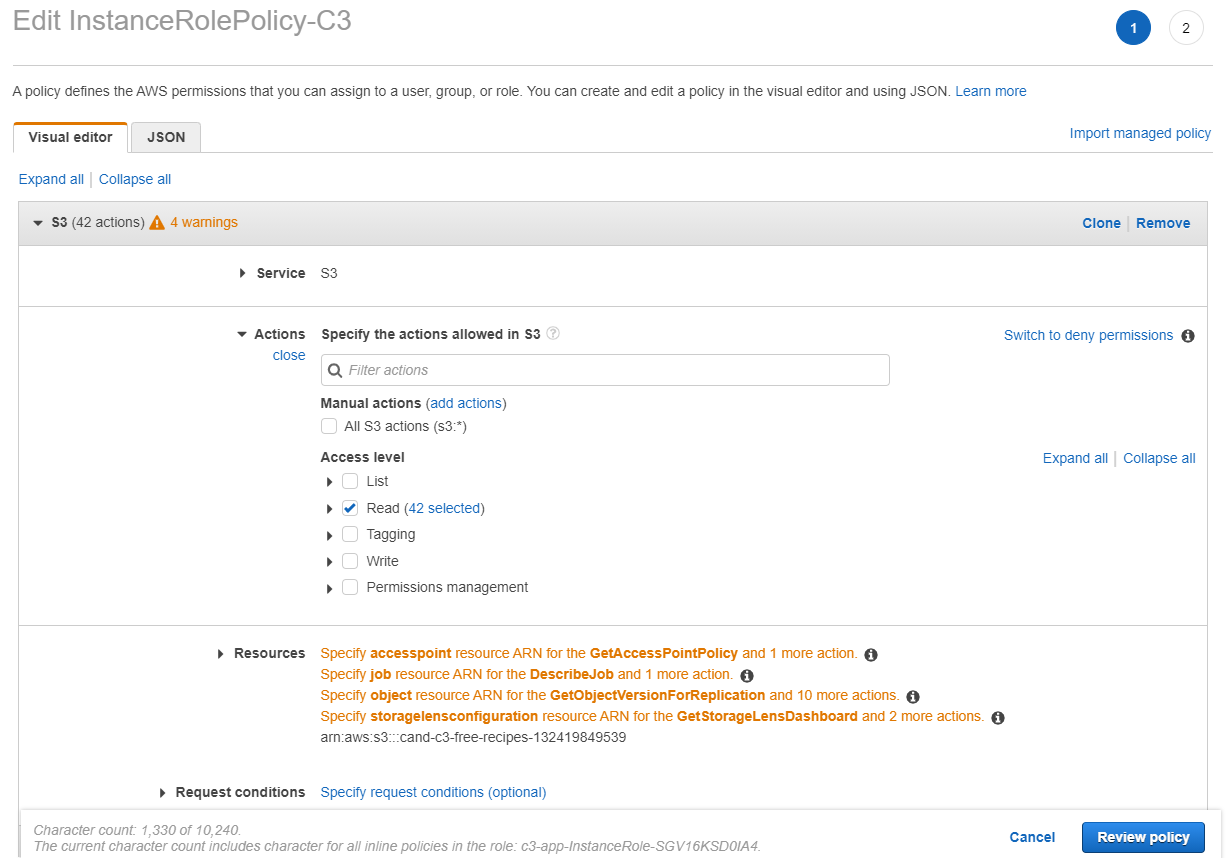 Edit InstanceRolePolicy-C3
1
2
A policy defines the AWS permissions that you can assign to a user, group, or role. You can create and edit a policy in the visual editor and using JSON. Learn more
Visual editor
JSON
Import managed policy
Expand all | Collapse all
S3 (42 actions) 4 warnings
Clone | Remove
Service S3
Actions Specify the actions allowed in S3 ?
Switch to deny permissions i
close
Filter actions
Manual actions (add actions)
All S3 actions (s3:*)
Access level
Expand all | Collapse all
List
Read (42 selected)
Tagging
Write
Permissions management
Resources Specify accesspoint resource ARN for the GetAccessPointPolicy and 1 more action. i
Specify job resource ARN for the DescribeJob and 1 more action. i
Specify object resource ARN for the GetObjectVersionForReplication and 10 more actions. i
Specify storagelensconfiguration resource ARN for the GetStorageLensDashboard and 2 more actions. i
arn:aws:s3:::cand-c3-free-recipes-132419849539
Request conditions Specify request conditions (optional)
Character count: 1,330 of 10,240.
The current character count includes character for all inline policies in the role: c3-app-InstanceRole-SGV16KSD0IA4.
Cancel
Review policy